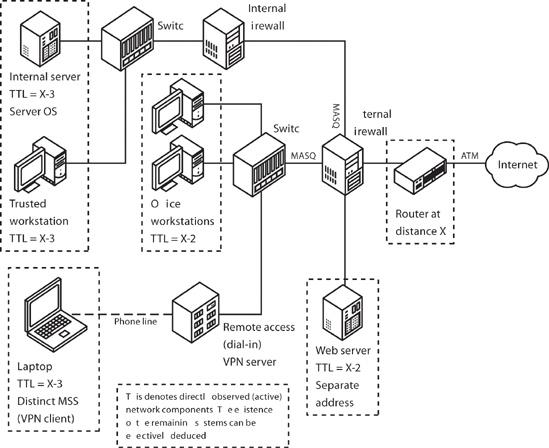 Switc
Internal
irewall
Internal server
TTL = X-3
Server OS
MASQ
ternal
irewall
Switc
MASQ
ATM
Internet
Trusted
workstation
TTL = X-3
O ice
workstations
TTL = X-2
Router at
distance X
Phone line
Remote access
(dial-in)
VPN server
Web server
TTL = X-2
Separate
address
Laptop
TTL = X-3
Distinct MSS
(VPN client)
T is denotes directl observed (active)
network components T e e istence
o t e remainin s stems can be
e ectivel deduced